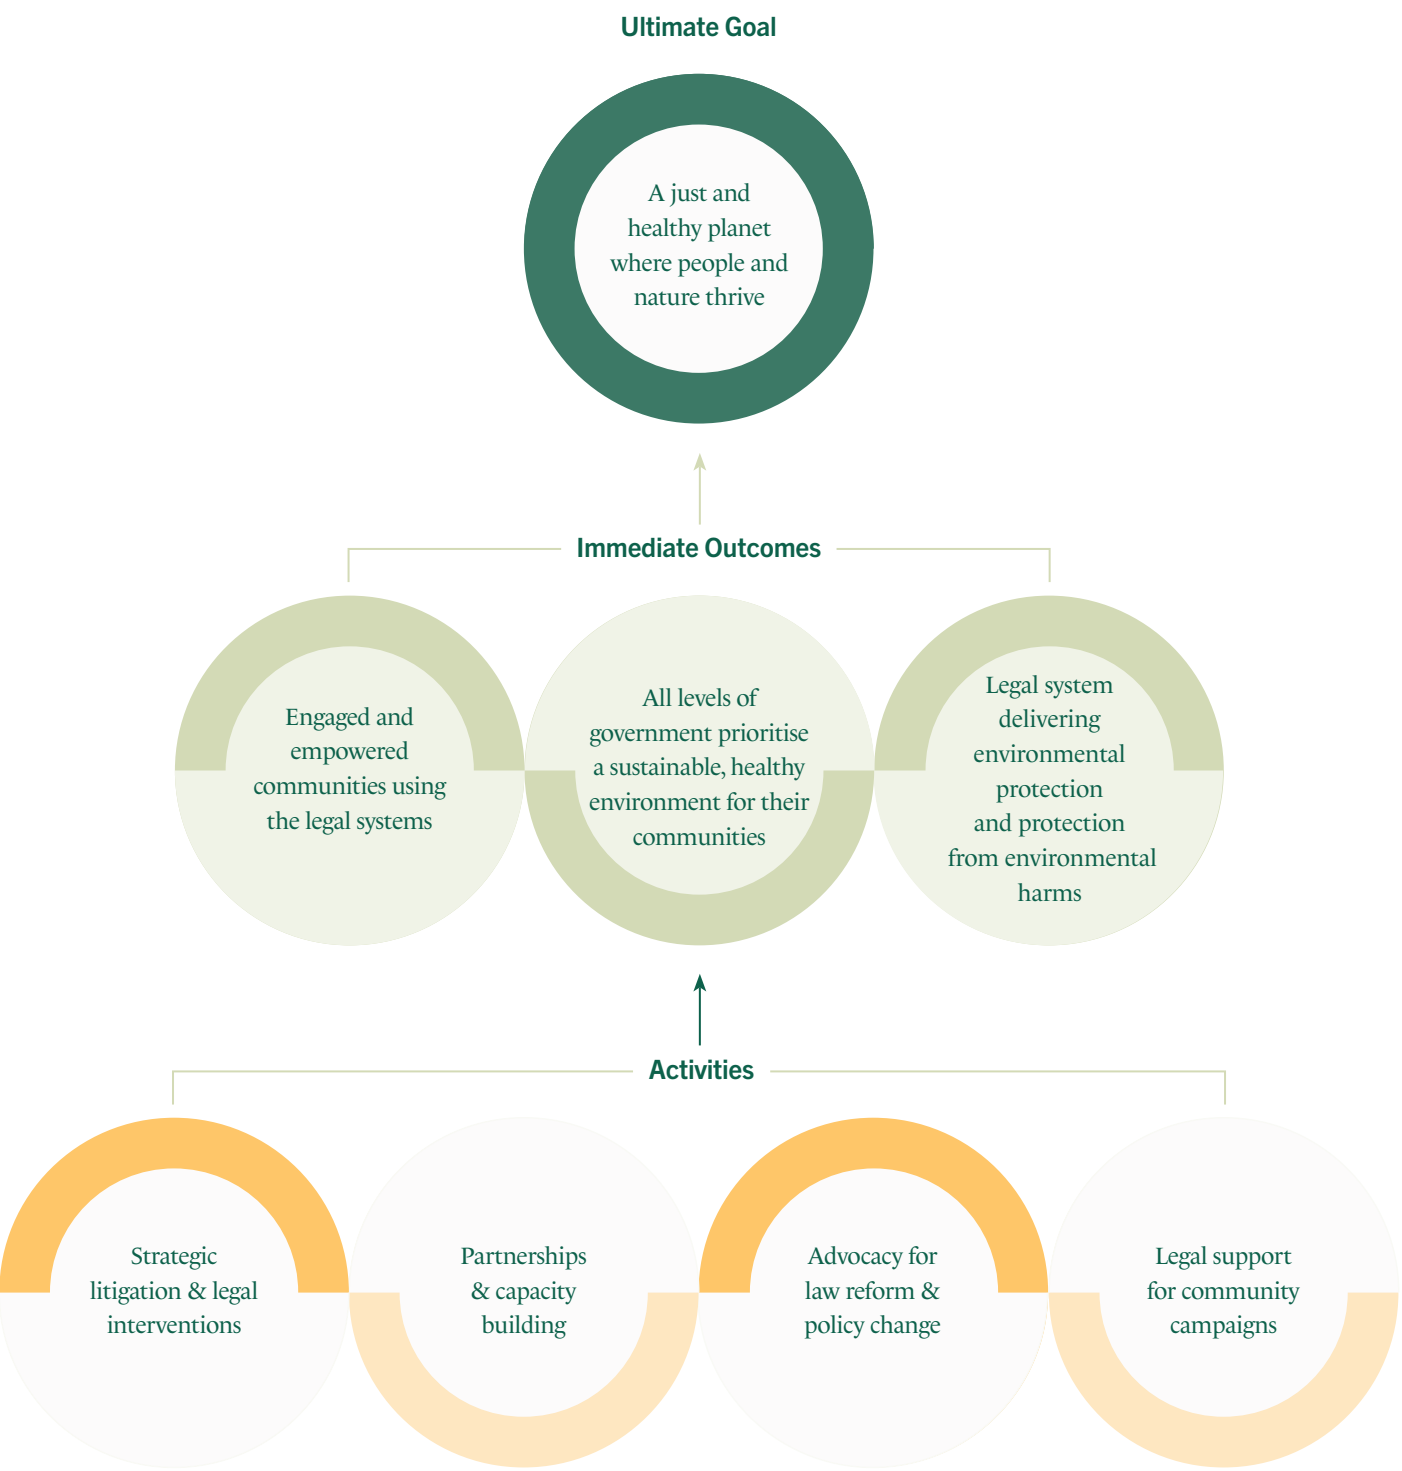 Ultimate Goal
A just and
healthy planet
where people and
nature thrive
Immediate Outcomes
Engaged and
empowered
communities using
the legal systems
All levels of
government prioritise
a sustainable, healthy
environment for their
communities
Legal system
delivering
environmental
protection
and protection
from environmental
harms
Activities
Strategic
litigation & legal
interventions
Partnerships
& capacity
building
Advocacy for
law reform &
policy change
Legal support
for community
campaigns